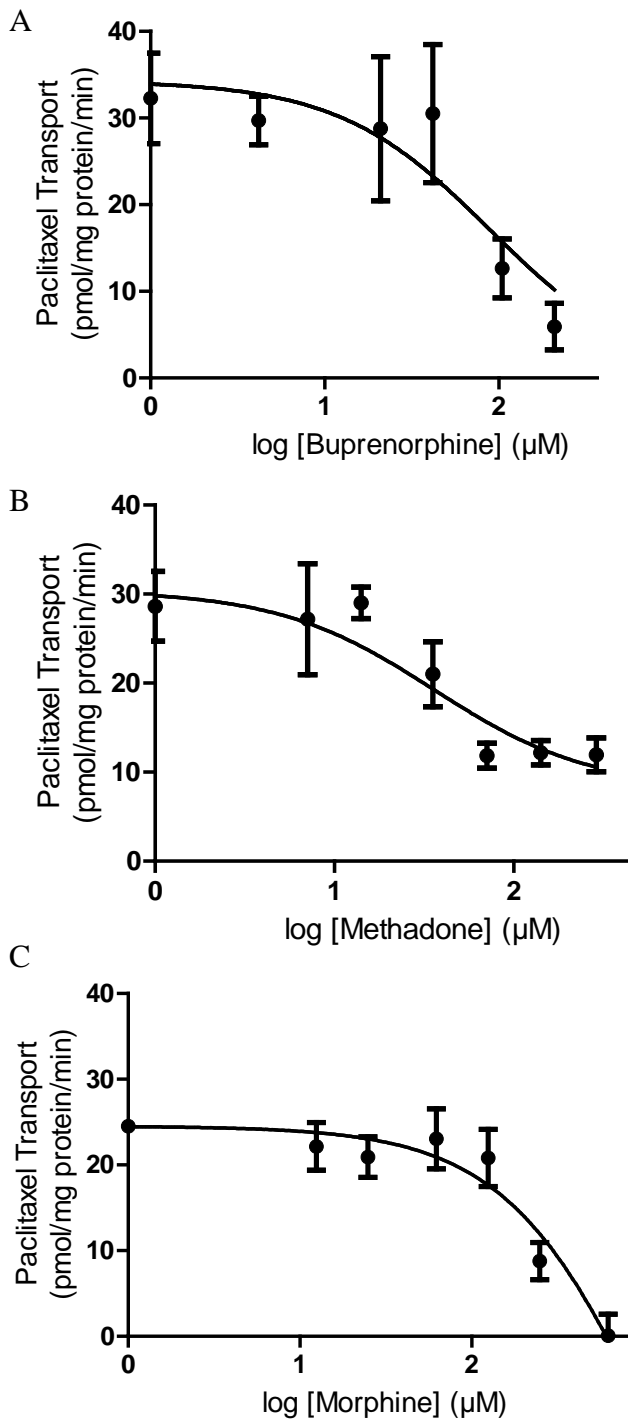 A
Paclitaxel Transport
(pmol/mg protein/min)
40
30
20
10
0
0
1
2
log [Buprenorphine] (µM)
B
Paclitaxel Transport
(pmol/mg protein/min)
40
30
20
10
0
0
1
2
log [Methadone] (µM)
C
Paclitaxel Transport
(pmol/mg protein/min)
40
30
20
10
0
0
1
2
log [Morphine] (µM)